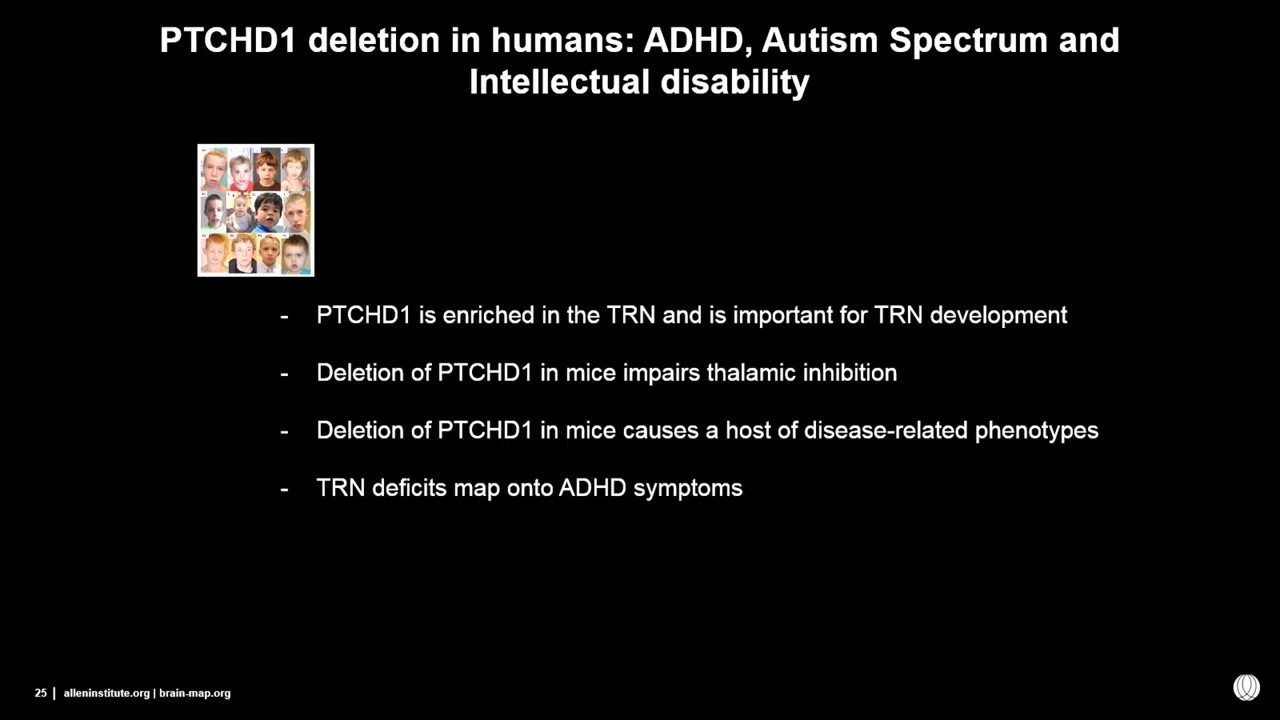 PTCHD1 deletion in humans: ADHD, Autism Spectrum and
Intellectual disability
- PTCHD1 is enriched in the TRN and is important for TRN development
- Deletion of PTCHD1 in mice impairs thalamic inhibition
- Deletion of PTCHD1 in mice causes a host of disease-related phenotypes
- TRN deficits map onto ADHD symptoms
25 | alleninstitute.org | brain-map.org